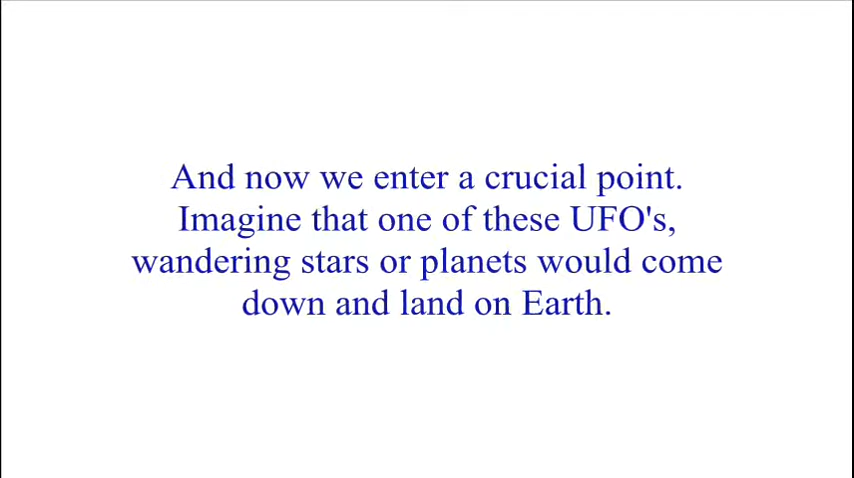 And now we enter a crucial point.
Imagine that one of these UFO's,
wandering stars or planets would come
down and land on Earth.